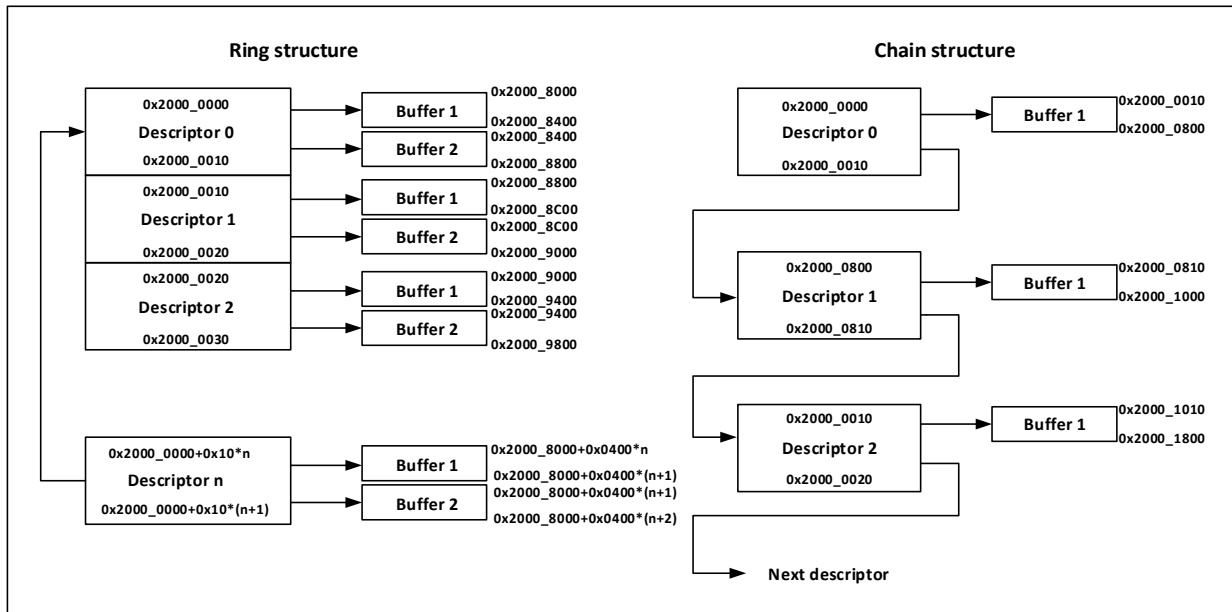 Ring structure
0x2000_0000
Descriptor 0
0x2000_0010
0x2000_0010
Descriptor 1
0x2000_0020
0x2000_0020
Descriptor 2
0x2000_0030
0x2000_0000+0x10*n
Descriptor n
0x2000_0000+0x10*(n+1)
Buffer 1
0x2000_8000
0x2000_8400
Buffer 2
0x2000_8400
0x2000_8800
Buffer 1
0x2000_8800
0x2000_8C00
Buffer 2
0x2000_8C00
0x2000_9000
Buffer 1
0x2000_9000
0x2000_9400
Buffer 2
0x2000_9400
0x2000_9800
Buffer 1
0x2000_8000+0x0400*n
0x2000_8000+0x0400*(n+1)
Buffer 2
0x2000_8000+0x0400*(n+1)
0x2000_8000+0x0400*(n+2)
Chain structure
0x2000_0000
Descriptor 0
0x2000_0010
Buffer 1
0x2000_0010
0x2000_0800
0x2000_0800
Descriptor 1
0x2000_0810
Buffer 1
0x2000_0810
0x2000_1000
0x2000_0010
Descriptor 2
0x2000_0020
Buffer 1
0x2000_1010
0x2000_1800
Next descriptor